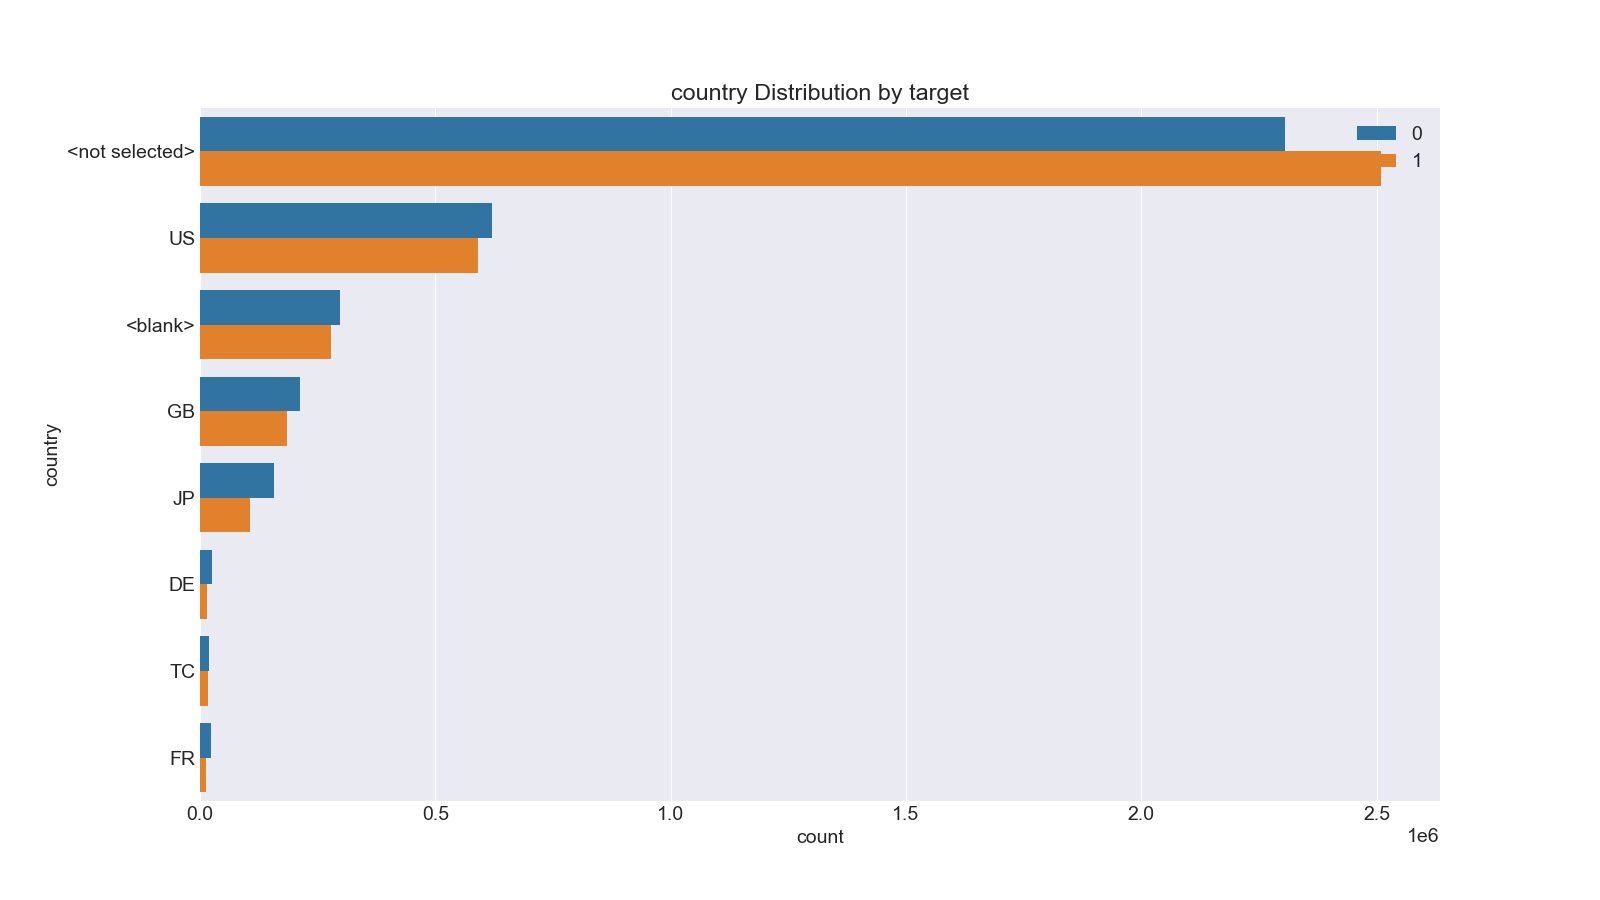 country Distribution by target
0
1
<not selected>
US
<blank>
GB
JP
DE
TC
FR
country
0.0 0.5 1.0 1.5 2.0 2.5
1e6
count